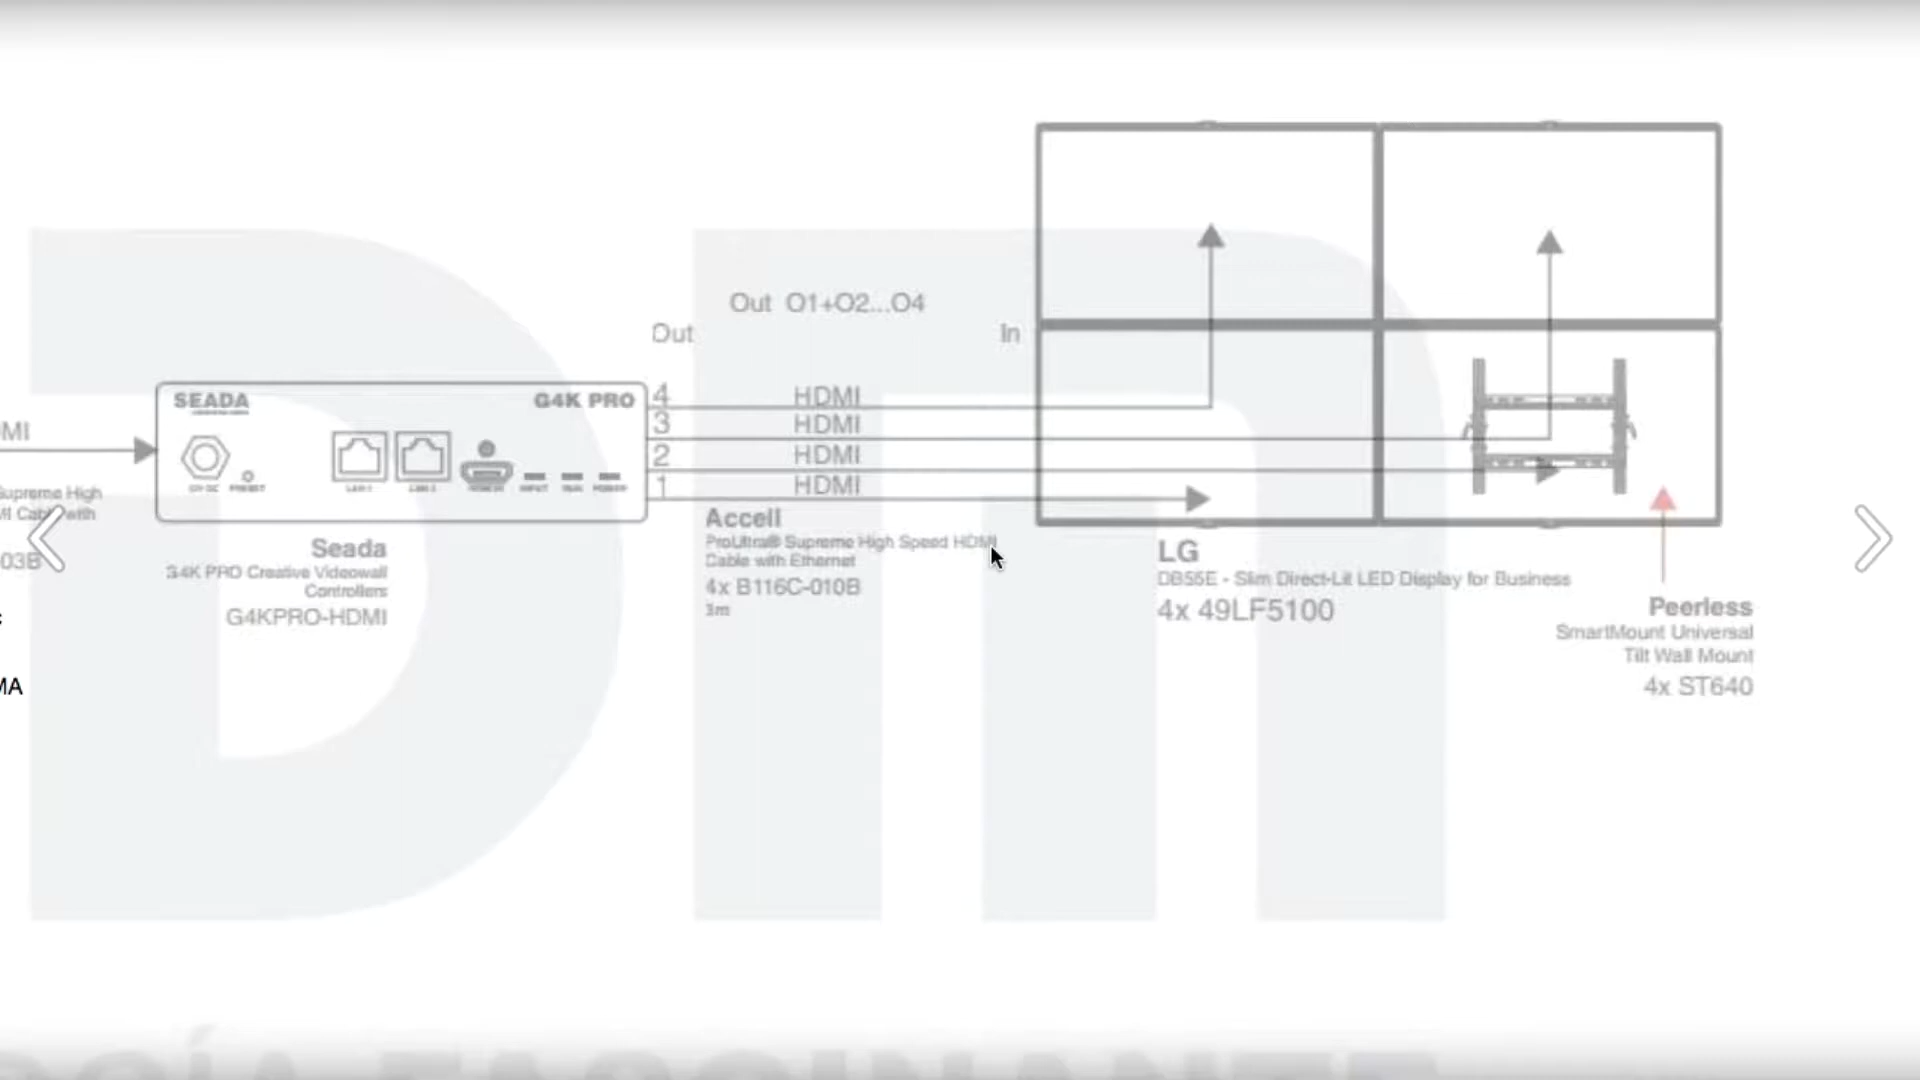 Out O1+O2...O4
Out
In
MI
SEADA
G4K PRO
4 HDMI
3 HDMI
2 HDMI
1 HDMI
Supreme High
MI Cable with
03B
MA
Seada
G4K PRO Creative Videowall
Controllers
G4KPRO-HDMI
Accell
ProUltra® Supreme High Speed HDMI
Cable with Ethernet
4x B116C-010B
3m
LG
DB55E - Slim Direct-Lit LED Display for Business
4x 49LF5100
Peerless
SmartMount Universal
Tilt Wall Mount
4x ST640